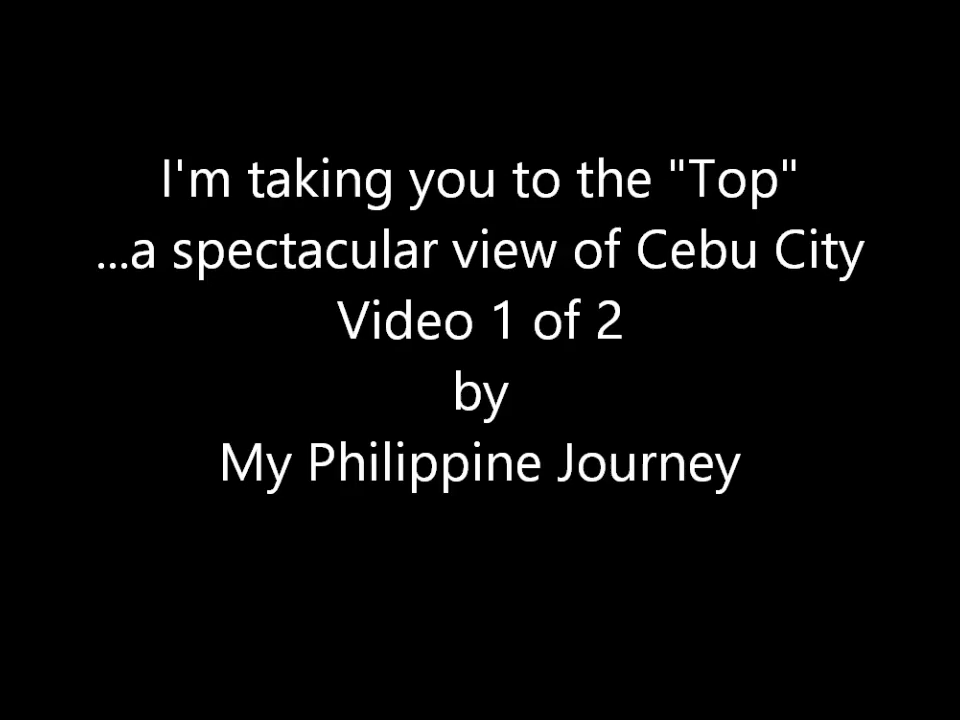 I'm taking you to the "Top"
...a spectacular view of Cebu City
Video 1 of 2
by
My Philippine Journey